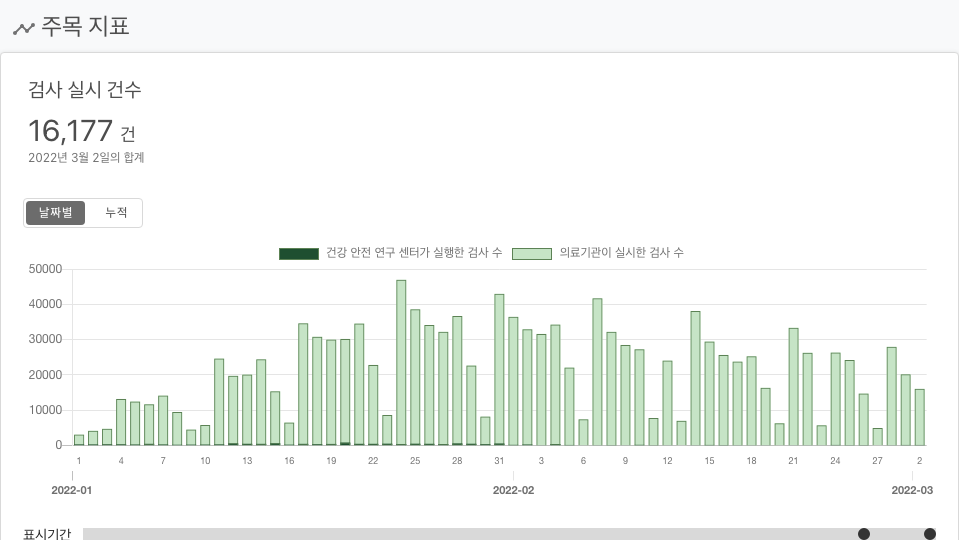 주목 지표
검사 실시 건수
16,177 건
2022년 3월 2일의 합계
날짜별 누적
건강 안전 연구 센터가 실행한 검사 수 의료기관이 실시한 검사 수
50000
40000
30000
20000
10000
0
1 4 7 10 13 16 19 22 25 28 31 3 6 9 12 15 18 21 24 27 2
2022-01 2022-02 2022-03
표시기간